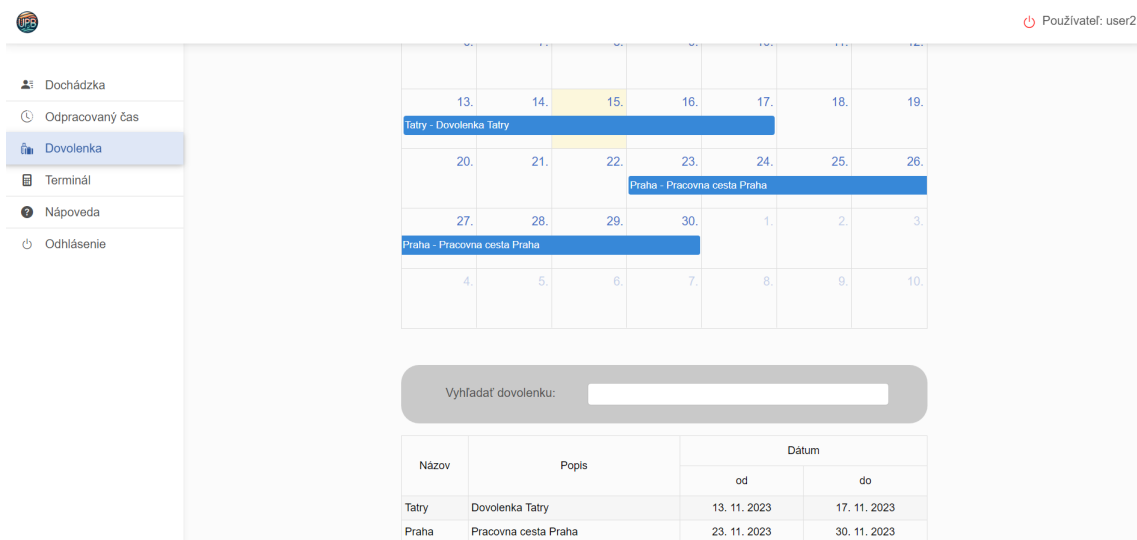 UPB
Používateľ: user2
Dochádzka
Odpracovaný čas
Dovolenka
Terminál
Nápoveda
Odhlásenie
13. 14. 15. 16. 17. 18. 19.
Tatry - Dovolenka Tatry
20. 21. 22. 23. 24. 25. 26.
Praha - Pracovna cesta Praha
27. 28. 29. 30. 1. 2. 3.
Praha - Pracovna cesta Praha
4. 5. 6. 7. 8. 9. 10.
Vyhľadať dovolenku:
Názov Popis Dátum
od do
Tatry Dovolenka Tatry 13. 11. 2023 17. 11. 2023
Praha Pracovna cesta Praha 23. 11. 2023 30. 11. 2023